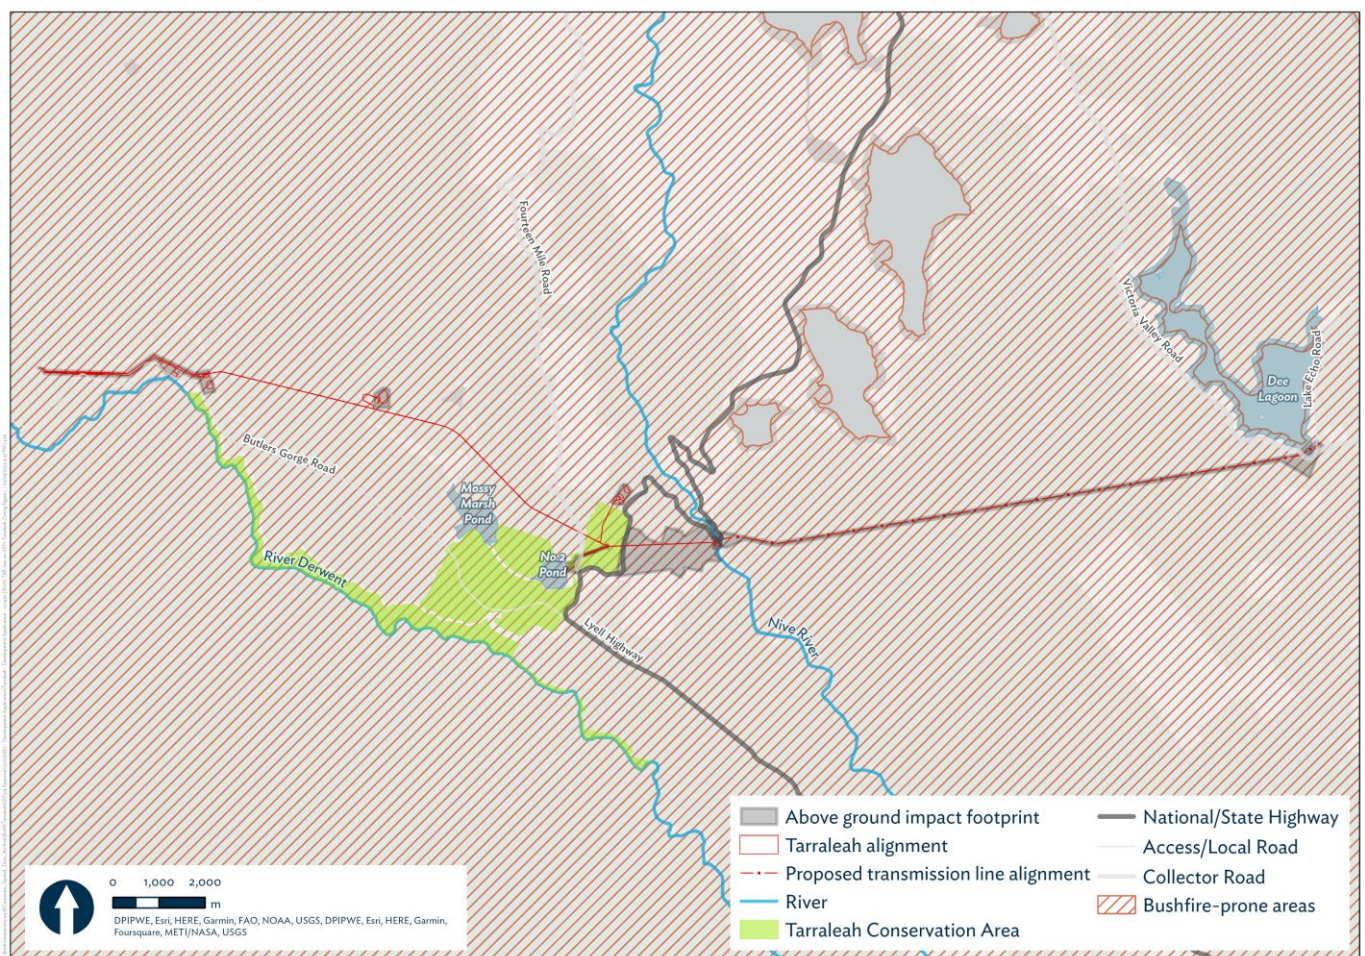 Fourteen Mile Road
Victoria Valley Road
Lake Echo Road
Dee
Lagoon
Butlers Gorge Road
Mossy
Marsh
Pond
No.2
Pond
River Derwent
Lyell Highway
Nive River
Above ground impact footprint
Tarraleah alignment
Proposed transmission line alignment
River
Tarraleah Conservation Area
National/State Highway
Access/Local Road
Collector Road
Bushfire-prone areas
0 1,000 2,000
m
DPIPWE, Esri, HERE, Garmin, FAO, NOAA, USGS, DPIPWE, Esri, HERE, Garmin,
Foursquare, METI/NASA, USGS